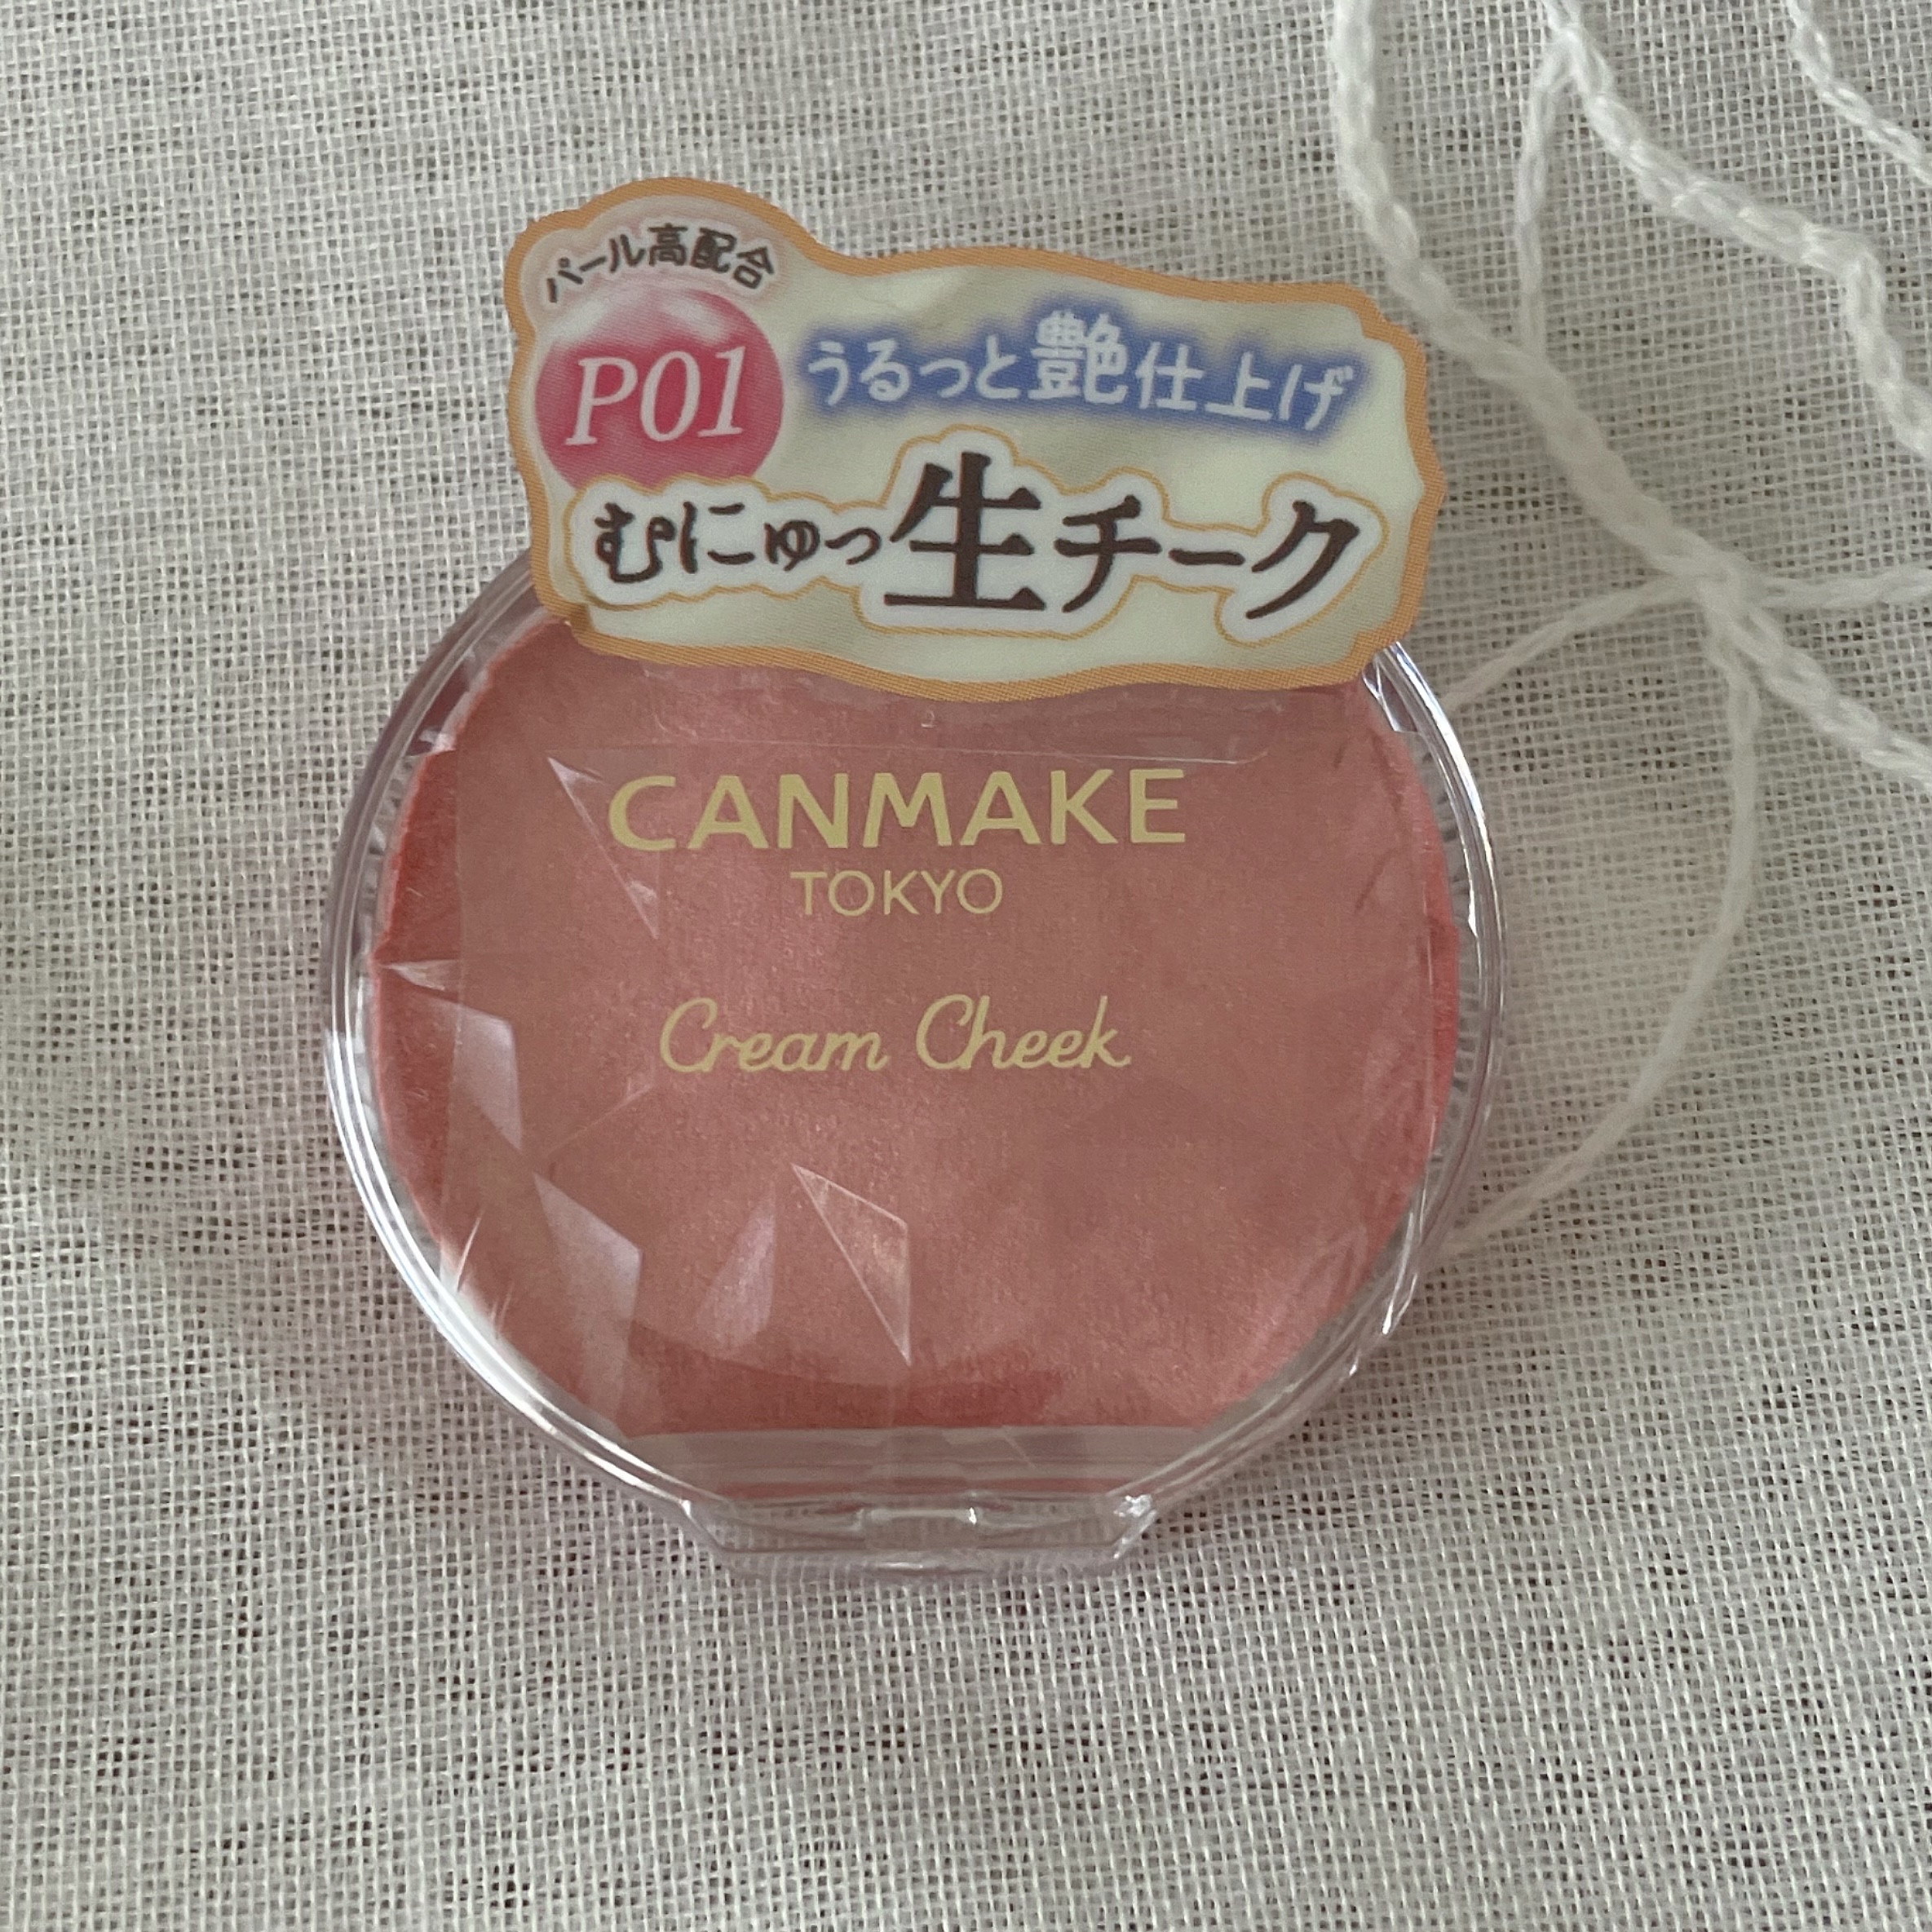 パール高配合
P01
うるっと艶仕上げ
むにゅっ生チーク
CANMAKE
TOKYO
Cream Cheek